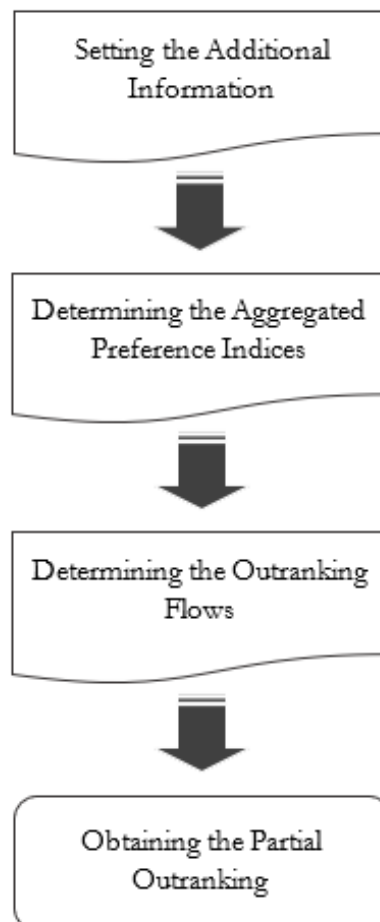 Setting the Additional
Information
Determining the Aggregated
Preference Indices
Determining the Outranking
Flows
Obtaining the Partial
Outranking